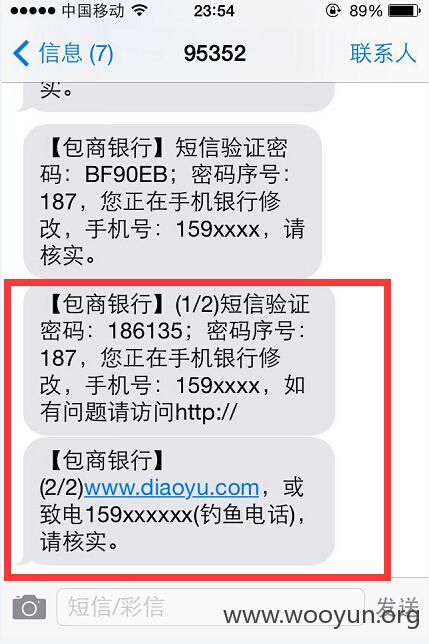 中国移动 23:54 89%
信息 (7) 95352 联系人
实。
【包商银行】短信验证密
码：BF90EB；密码序号：
187，您正在手机银行修
改，手机号：159xxxx，请
核实。
【包商银行】(1/2)短信验证
密码：186135；密码序号：
187，您正在手机银行修
改，手机号：159xxxx，如
有问题请访问http://
【包商银行】
(2/2)www.diaoyu.com，或
致电159xxxxxx(钓鱼电话)，
请核实。
短信/彩信 发送
www.wooyun.org